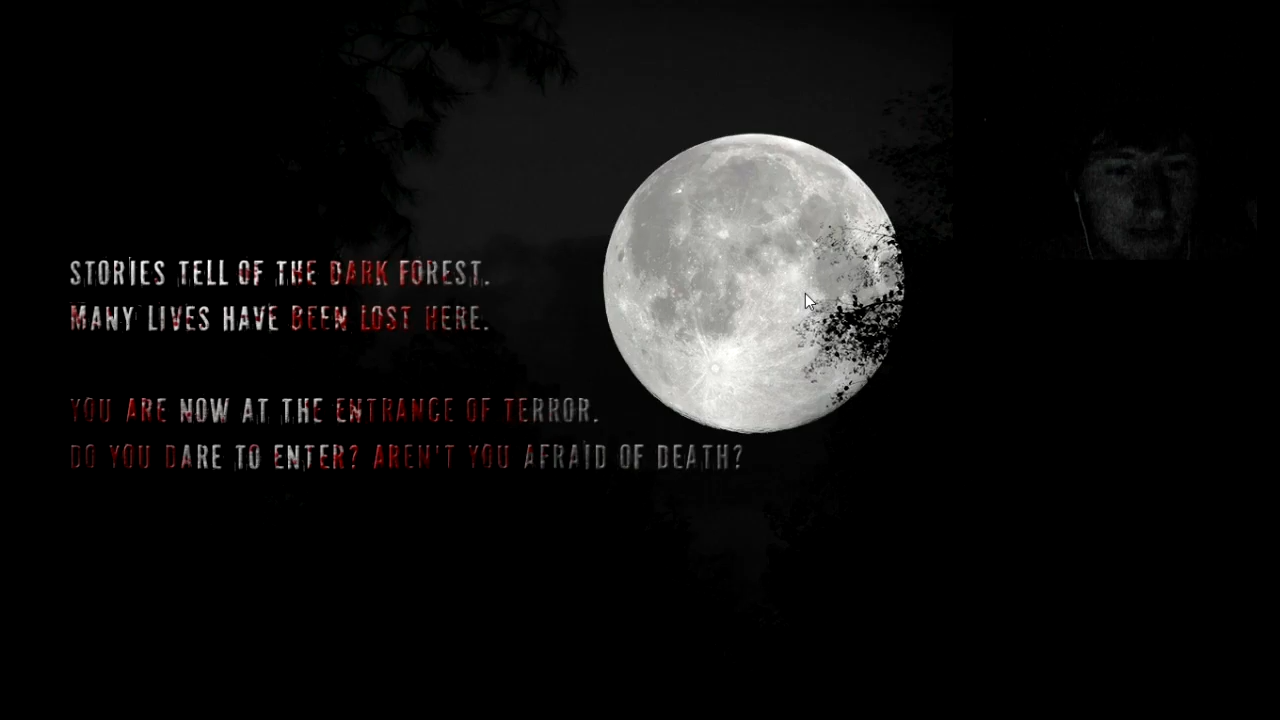 STORIES TELL OF THE DARK FOREST.
MANY LIVES HAVE BEEN LOST HERE.
YOU ARE NOW AT THE ENTRANCE OF TERROR.
DO YOU DARE TO ENTER? AREN'T YOU AFRAID OF DEATH?